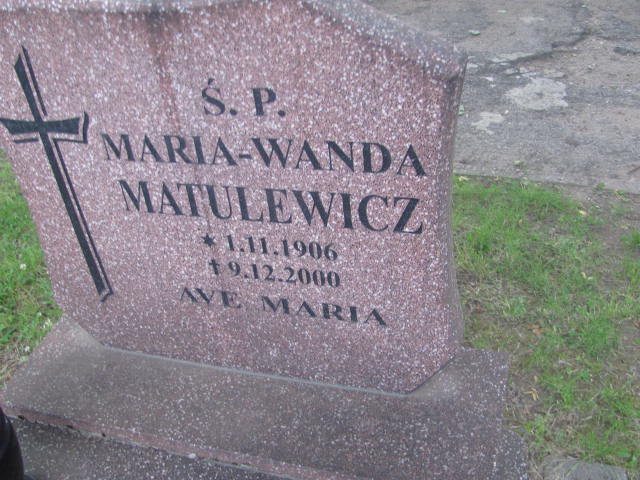 Ś. P.
MARIA-WANDA
MATULEWICZ
* 1.11.1906
† 9.12.2000
AVE MARIA